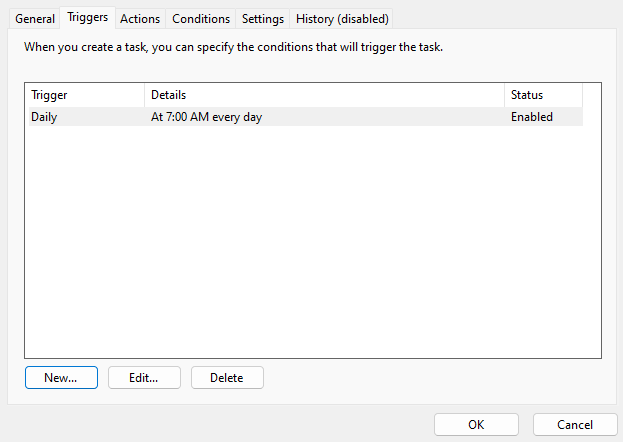 General Triggers Actions Conditions Settings History (disabled)
When you create a task, you can specify the conditions that will trigger the task.
Trigger Details Status
Daily At 7:00 AM every day Enabled
New... Edit... Delete
OK Cancel